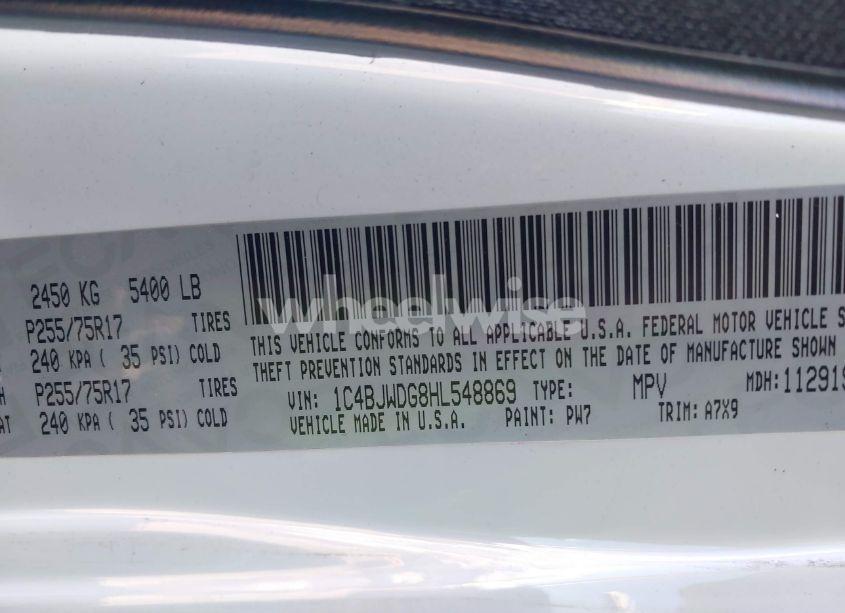 2450 KG 5400 LB
P255/75R17 TIRES
240 KPA ( 35 PSI) COLD
P255/75R17 TIRES
240 KPA ( 35 PSI) COLD
THIS VEHICLE CONFORMS TO ALL APPLICABLE U.S.A. FEDERAL MOTOR VEHICLE S
THEFT PREVENTION STANDARDS IN EFFECT ON THE DATE OF MANUFACTURE SHOWN
VIN: 1C4BJWDG8HL548869 TYPE: MPV MDH:112919
VEHICLE MADE IN U.S.A. PAINT: PW7 TRIM: A7X9
wheelwise